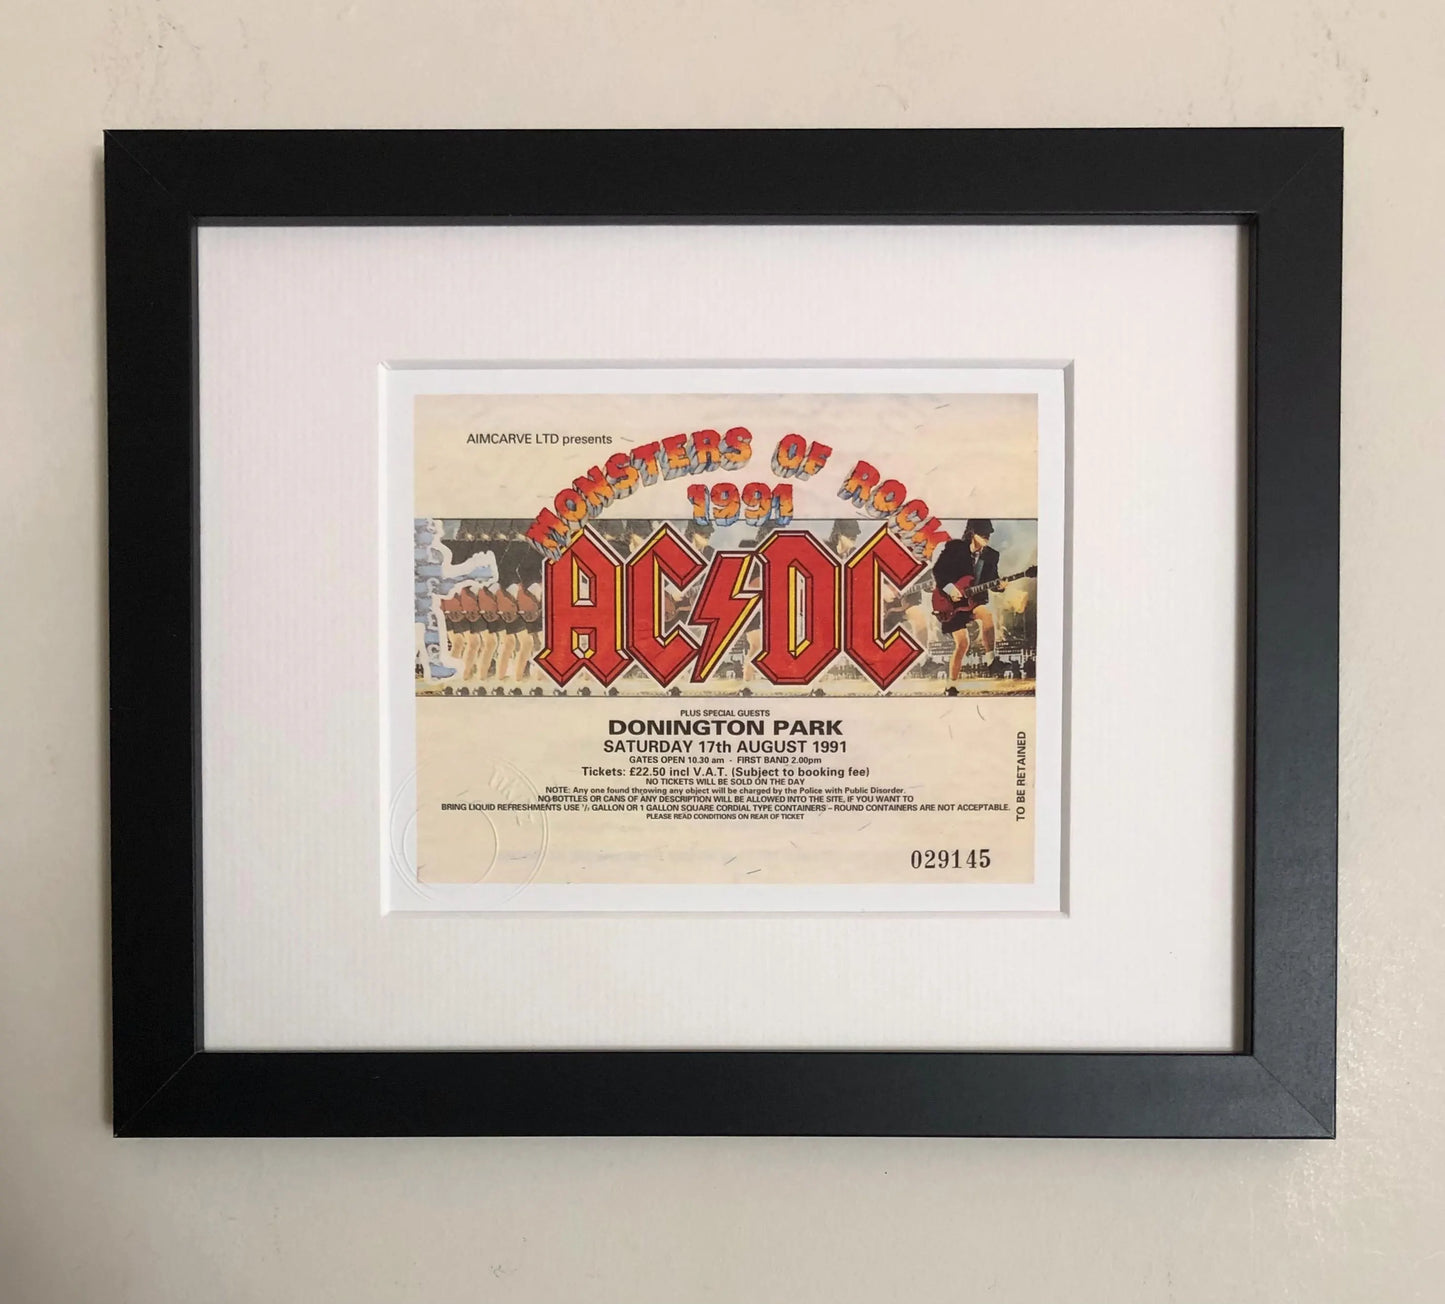 AIMCARVE LTD presents
MONSTERS OF ROCK
1991
AC/DC
PLUS SPECIAL GUESTS
DONINGTON PARK
SATURDAY 17th AUGUST 1991
GATES OPEN 10.30 am - FIRST BAND 2.00pm
Tickets: £22.50 incl V.A.T. (Subject to booking fee)
NO TICKETS WILL BE SOLD ON THE DAY
NOTE: Any one found throwing any object will be charged by the Police with Public Disorder.
NO BOTTLES OR CANS OF ANY DESCRIPTION WILL BE ALLOWED INTO THE SITE, IF YOU WANT TO
BRING LIQUID REFRESHMENTS USE GALLON OR 1 GALLON SQUARE CORDIAL TYPE CONTAINERS – ROUND CONTAINERS ARE NOT ACCEPTABLE.
PLEASE READ CONDITIONS ON REAR OF TICKET
TO BE RETAINED
029145